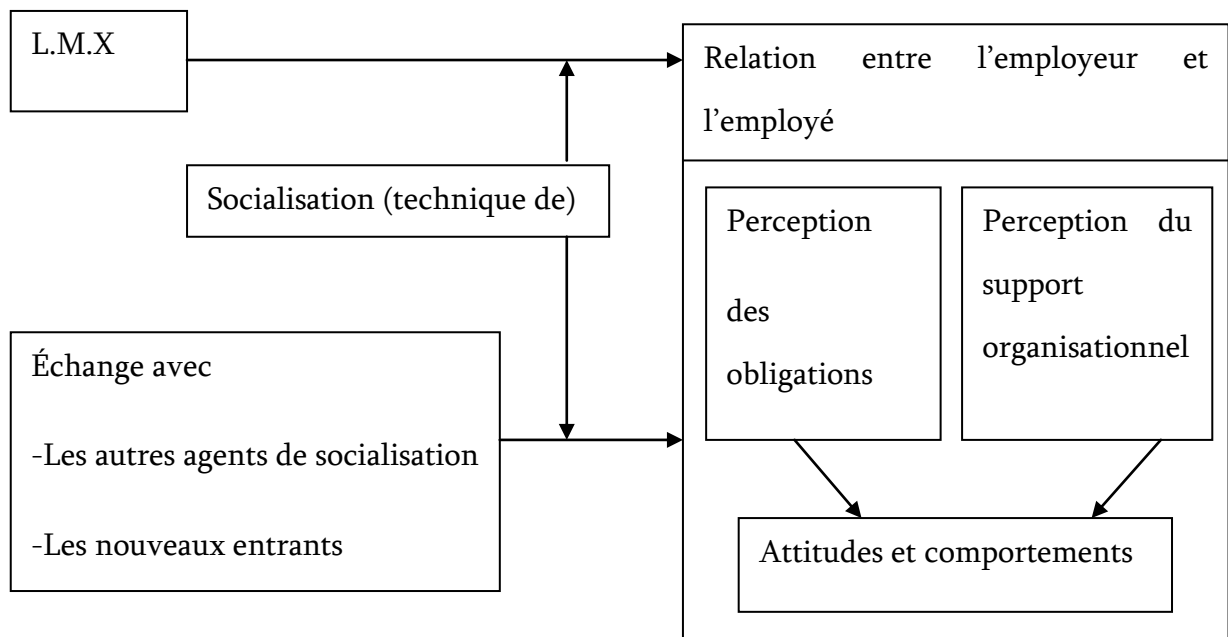 L.M.X
Relation entre l'employeur et
l'employé
Socialisation (technique de)
Perception
des
obligations
Perception du
support
organisationnel
Échange avec
-Les autres agents de socialisation
-Les nouveaux entrants
Attitudes et comportements